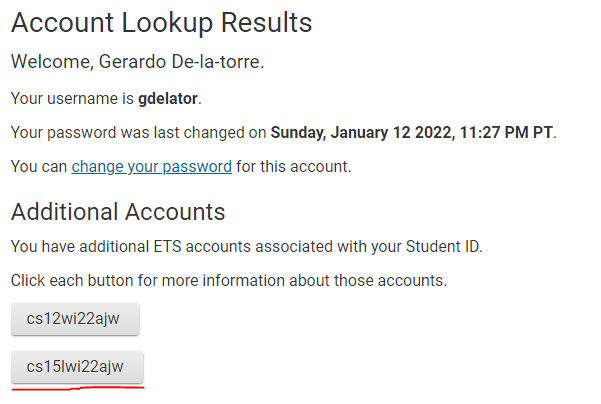 Account Lookup Results
Welcome, Gerardo De-la-torre.
Your username is gdelator.
Your password was last changed on Sunday, January 12 2022, 11:27 PM PT.
You can change your password for this account.
Additional Accounts
You have additional ETS accounts associated with your Student ID.
Click each button for more information about those accounts.
cs12wi22ajw
cs15lwi22ajw